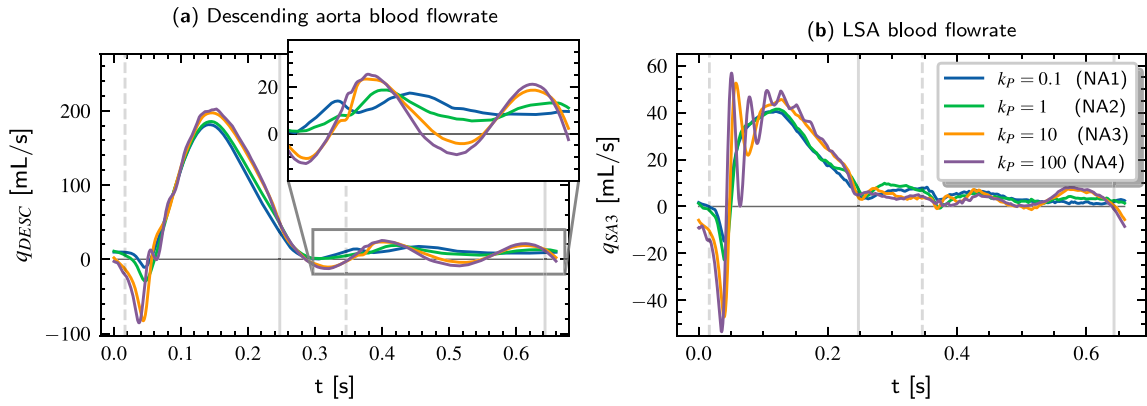 (a) Descending aorta blood flowrate
q_DESC [mL/s]
200
100
0
−100
20
0
0.0 0.1 0.2 0.3 0.4 0.5 0.6
t [s]
(b) LSA blood flowrate
q_SA3 [mL/s]
60
40
20
0
−20
−40
k_P = 0.1 (NA1)
k_P = 1 (NA2)
k_P = 10 (NA3)
k_P = 100 (NA4)
0.0 0.2 0.4 0.6
t [s]